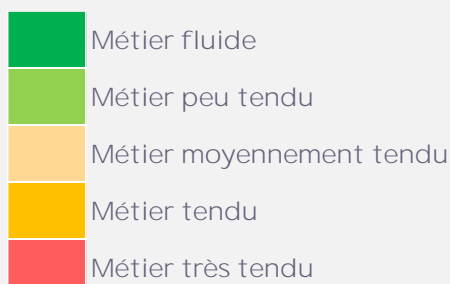 Métier fluide
Métier peu tendu
Métier moyennement tendu
Métier tendu
Métier très tendu